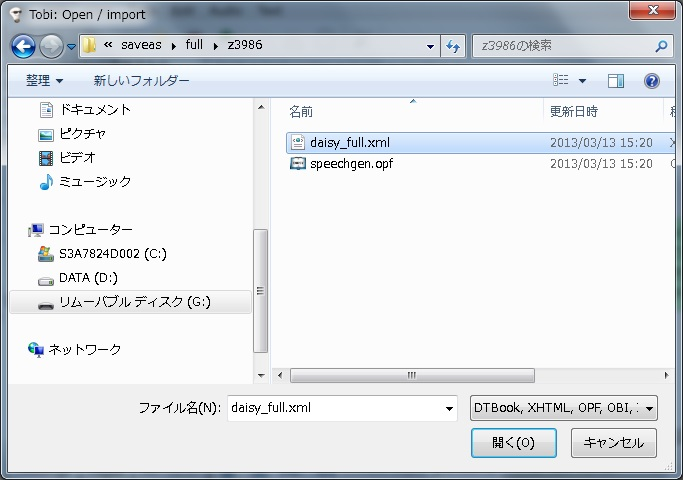 Tobi: Open / import
« saveas full z3986
z3986の検索
整理 新しいフォルダー
ドキュメント
ピクチャ
ビデオ
ミュージック
コンピューター
S3A7824D002 (C:)
DATA (D:)
リムーバブル ディスク (G:)
ネットワーク
名前 更新日時
daisy_full.xml 2013/03/13 15:20
speechgen.opf 2013/03/13 15:20
ファイル名(N): daisy_full.xml
DTBook, XHTML, OPF, OBI,
開く(O) キャンセル